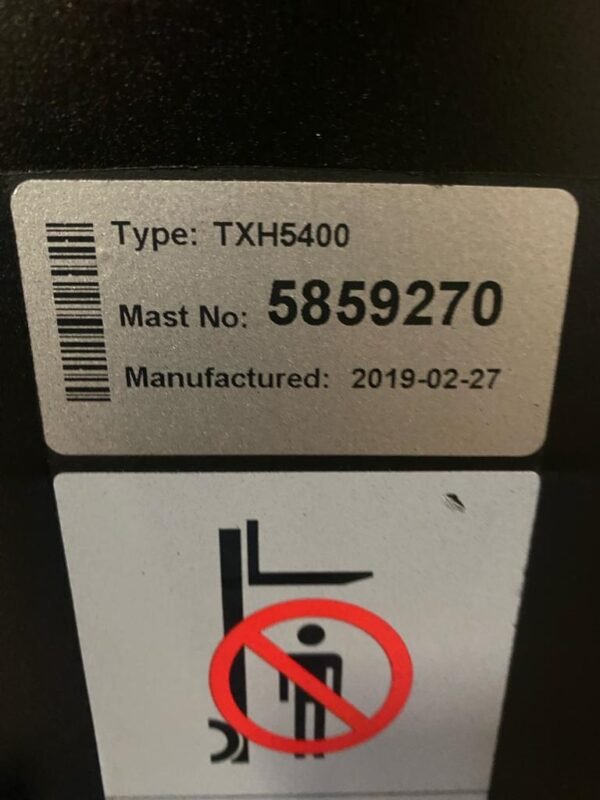 Type: TXH5400
Mast No: 5859270
Manufactured: 2019-02-27